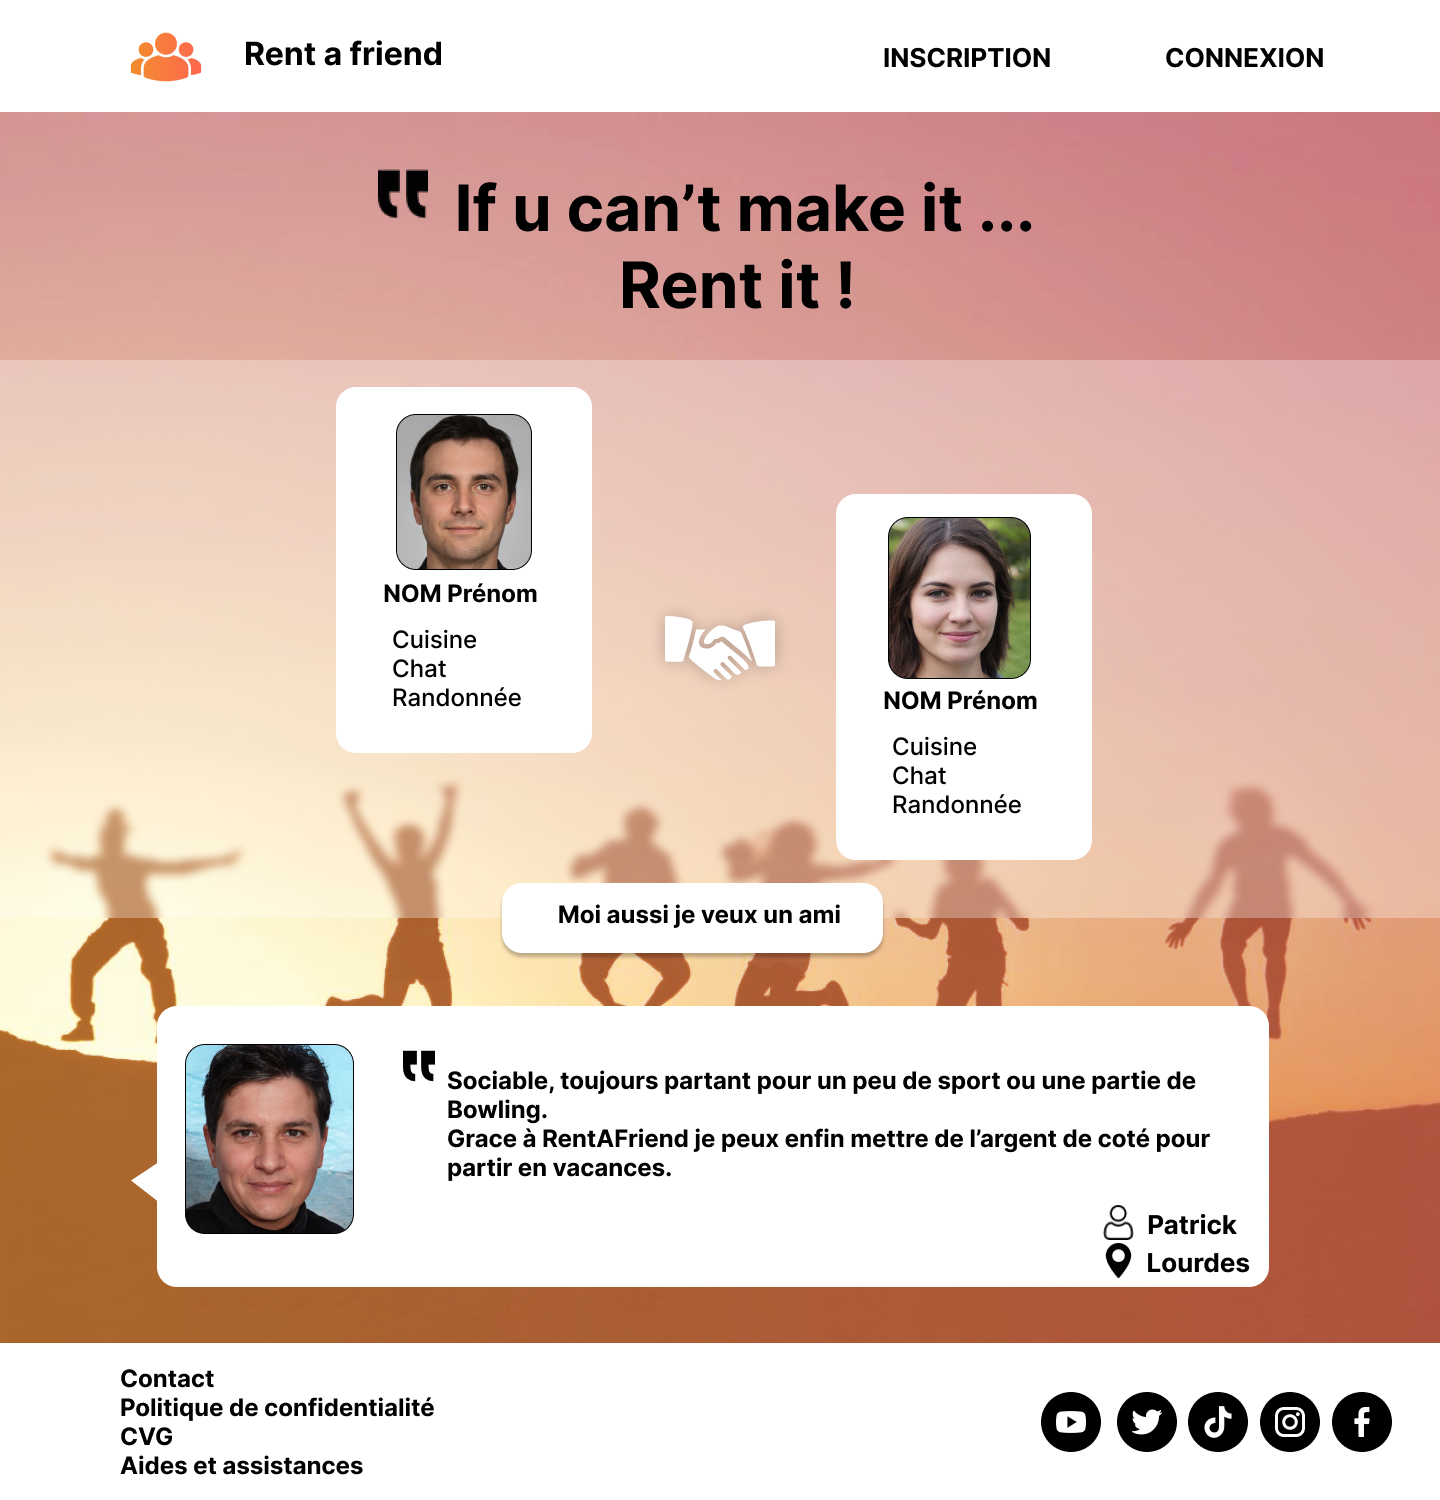 Rent a friend
INSCRIPTION
CONNEXION
If u can’t make it ...
Rent it !
NOM Prénom
Cuisine
Chat
Randonnée
NOM Prénom
Cuisine
Chat
Randonnée
Moi aussi je veux un ami
Sociable, toujours partant pour un peu de sport ou une partie de
Bowling.
Grace à RentAFriend je peux enfin mettre de l’argent de coté pour
partir en vacances.
Patrick
Lourdes
Contact
Politique de confidentialité
CVG
Aides et assistances